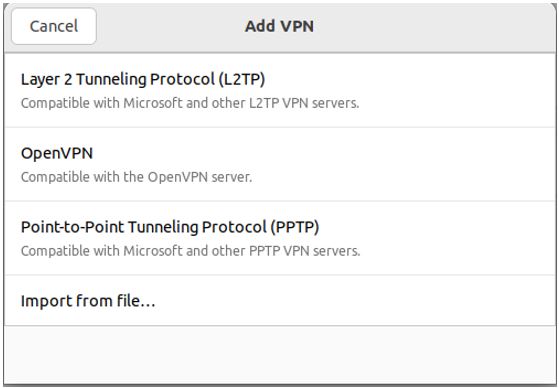 Cancel
Add VPN
Layer 2 Tunneling Protocol (L2TP)
Compatible with Microsoft and other L2TP VPN servers.
OpenVPN
Compatible with the OpenVPN server.
Point-to-Point Tunneling Protocol (PPTP)
Compatible with Microsoft and other PPTP VPN servers.
Import from file…